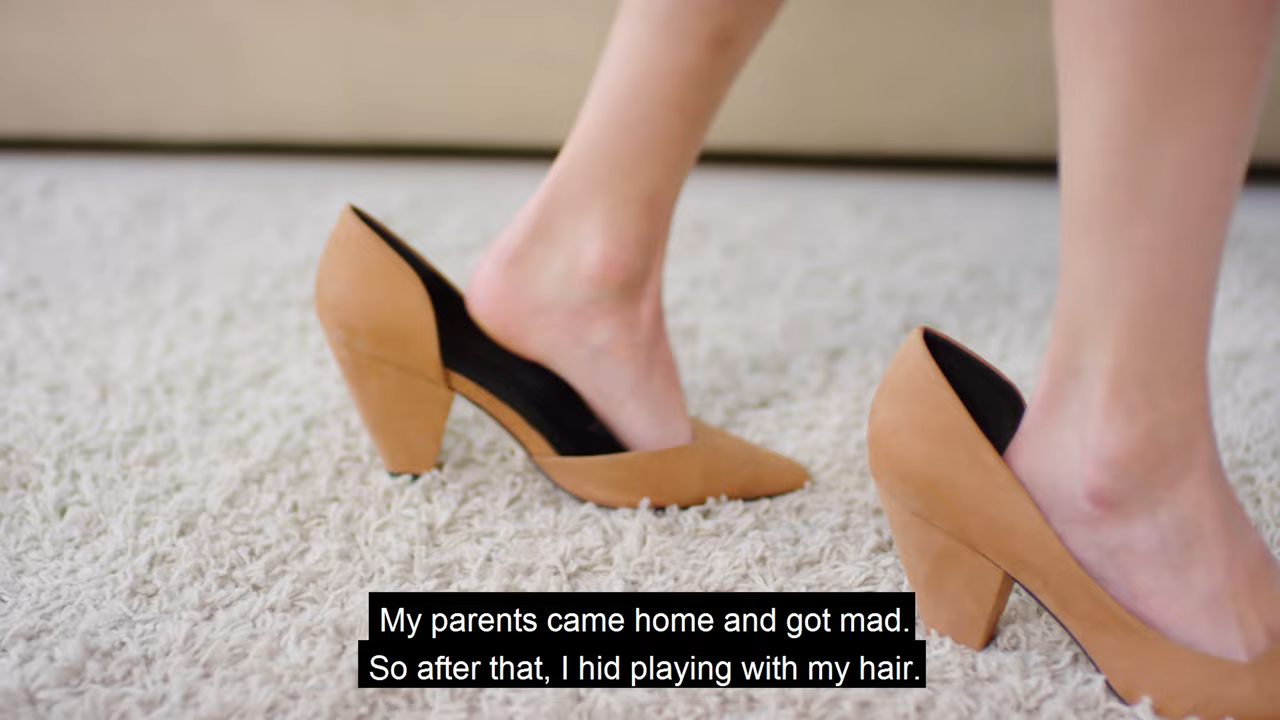 My parents came home and got mad.
So after that, I hid playing with my hair.